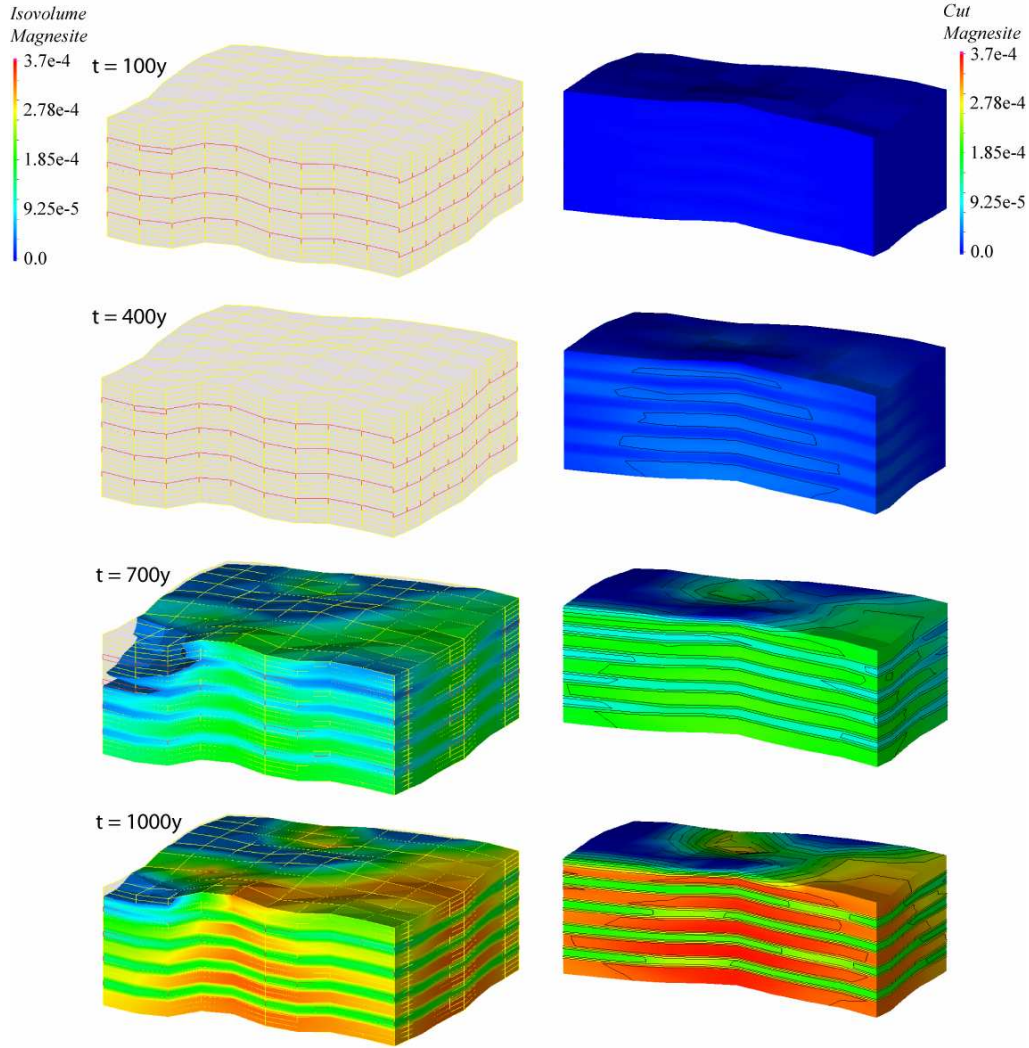 Isovolume
Magnesite
3.7e-4
2.78e-4
1.85e-4
9.25e-5
0.0
Cut
Magnesite
3.7e-4
2.78e-4
1.85e-4
9.25e-5
0.0
t = 100y
t = 400y
t = 700y
t = 1000y